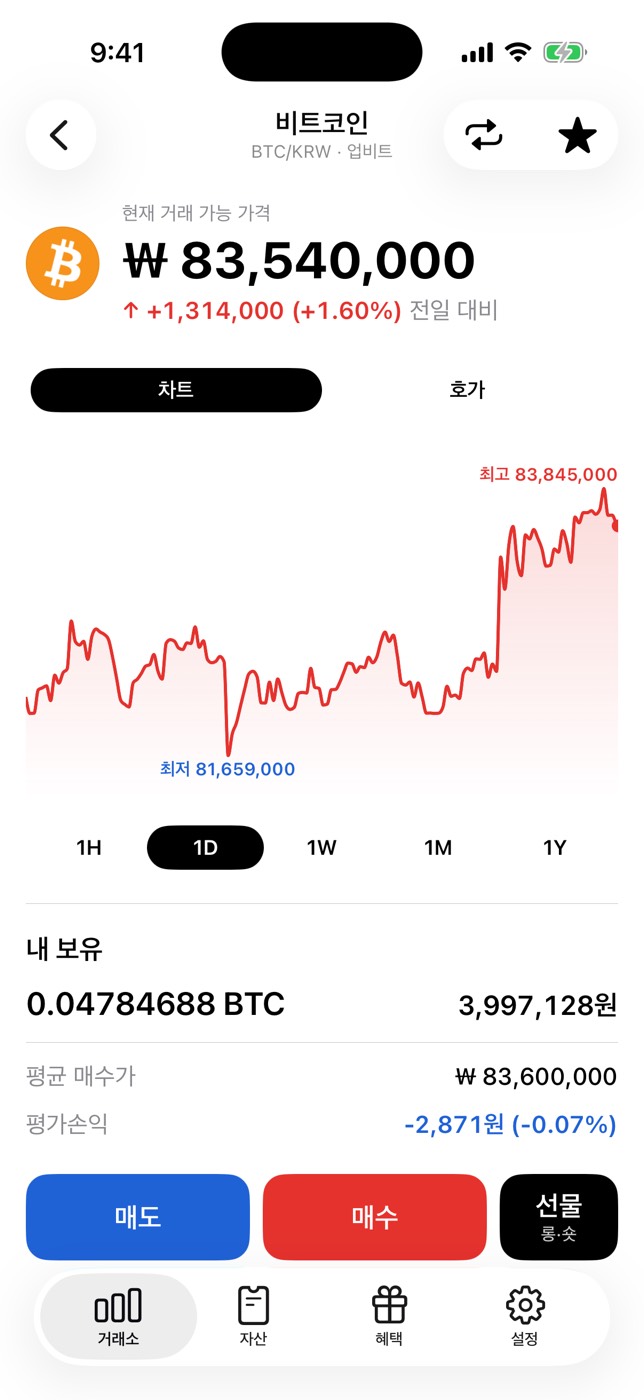 9:41
비트코인
BTC/KRW · 업비트
현재 거래 가능 가격
₩ 83,540,000
↑ +1,314,000 (+1.60%) 전일 대비
차트 호가
최고 83,845,000
최저 81,659,000
1H 1D 1W 1M 1Y
내 보유
0.04784688 BTC 3,997,128원
평균 매수가 ₩ 83,600,000
평가손익 -2,871원 (-0.07%)
매도 매수 선물
롱·숏
거래소 자산 혜택 설정